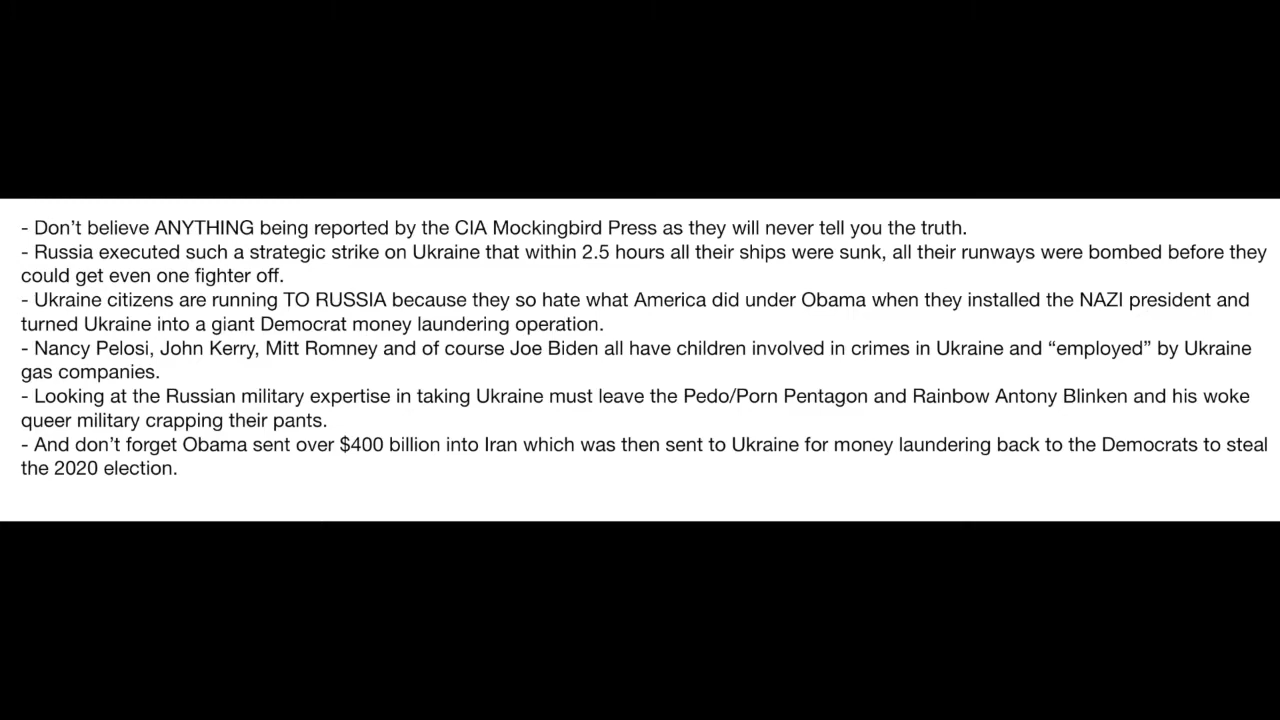 - Don’t believe ANYTHING being reported by the CIA Mockingbird Press as they will never tell you the truth.
- Russia executed such a strategic strike on Ukraine that within 2.5 hours all their ships were sunk, all their runways were bombed before they
could get even one fighter off.
- Ukraine citizens are running TO RUSSIA because they so hate what America did under Obama when they installed the NAZI president and
turned Ukraine into a giant Democrat money laundering operation.
- Nancy Pelosi, John Kerry, Mitt Romney and of course Joe Biden all have children involved in crimes in Ukraine and “employed” by Ukraine
gas companies.
- Looking at the Russian military expertise in taking Ukraine must leave the Pedo/Porn Pentagon and Rainbow Antony Blinken and his woke
queer military crapping their pants.
- And don’t forget Obama sent over $400 billion into Iran which was then sent to Ukraine for money laundering back to the Democrats to steal
the 2020 election.